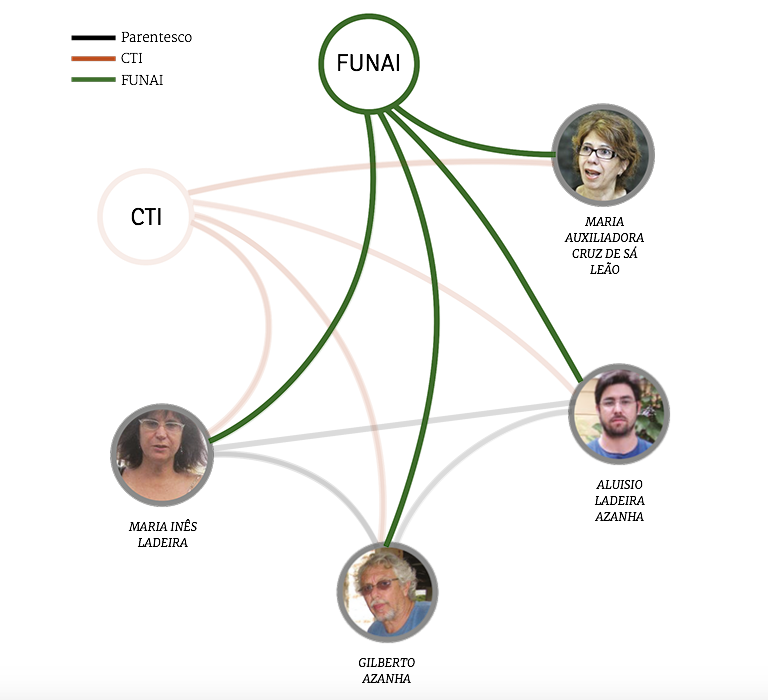 Parentesco
CTI
FUNAI
FUNAI
CTI
MARIA
AUXILIADORA
CRUZ DE SÁ
LEÃO
ALUISIO
LADEIRA
AZANHA
MARIA INÊS
LADEIRA
GILBERTO
AZANHA